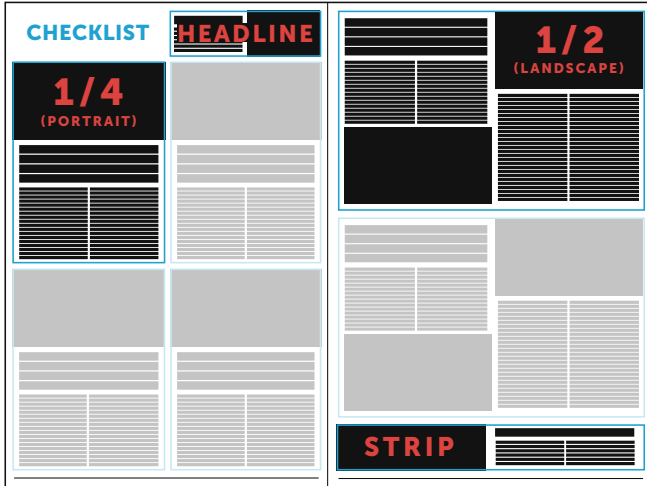 CHECKLIST
HEADLINE
1/4
(PORTRAIT)
1/2
(LANDSCAPE)
STRIP